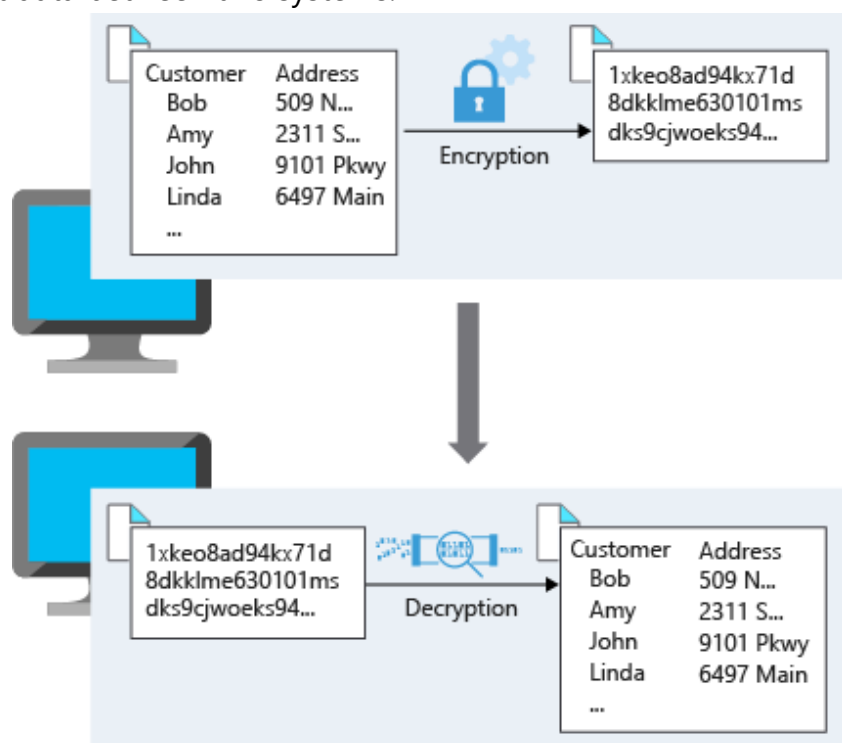 Customer Address
Bob 509 N...
Amy 2311 S...
John 9101 Pkwy
Linda 6497 Main
...
Encryption
1xkeo8ad94kx71d
8dkklme630101ms
dks9cjwoeks94...
1xkeo8ad94kx71d
8dkklme630101ms
dks9cjwoeks94...
Decryption
Customer Address
Bob 509 N...
Amy 2311 S...
John 9101 Pkwy
Linda 6497 Main
...